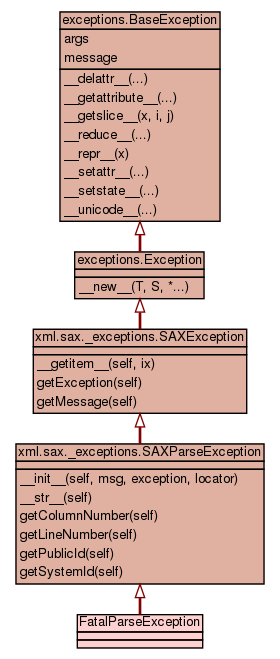 exceptions.BaseException
args
message
__delattr__(...)
__getattribute__(...)
__getslice__(x, i, j)
__reduce__(...)
__repr__(x)
__setattr__(...)
__setstate__(...)
__unicode__(...)
exceptions.Exception
__new__(T, S, *...)
xml.sax._exceptions.SAXException
__getitem__(self, ix)
getException(self)
getMessage(self)
xml.sax._exceptions.SAXParseException
__init__(self, msg, exception, locator)
__str__(self)
getColumnNumber(self)
getLineNumber(self)
getPublicId(self)
getSystemId(self)
FatalParseException